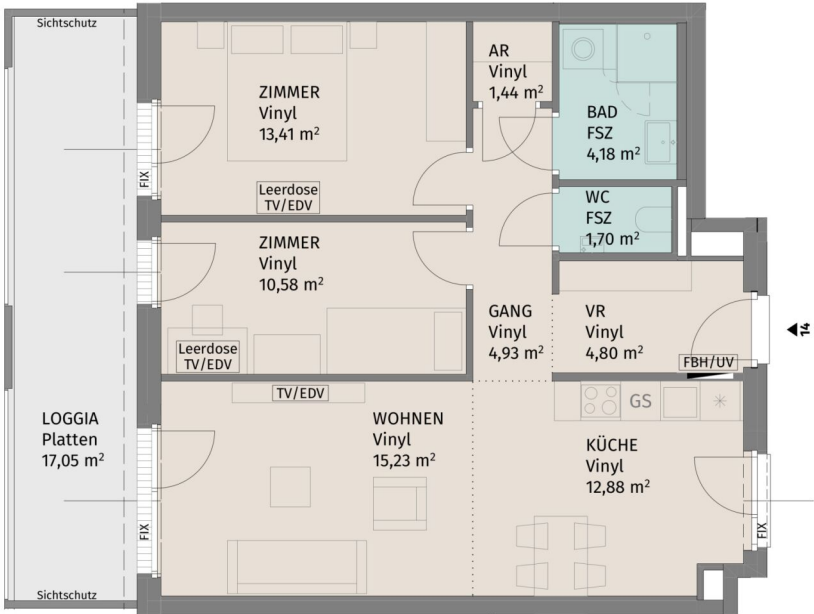 Sichtschutz
AR
Vinyl
1,44 m²
ZIMMER
Vinyl
13,41 m²
BAD
FSZ
4,18 m²
FIX
Leerdose
TV/EDV
WC
FSZ
1,70 m²
ZIMMER
Vinyl
10,58 m²
GANG
Vinyl
4,93 m²
VR
Vinyl
4,80 m²
14
Leerdose
TV/EDV
FBH/UV
TV/EDV
GS
LOGGIA
Platten
17,05 m²
WOHNEN
Vinyl
15,23 m²
KÜCHE
Vinyl
12,88 m²
FIX
FIX
Sichtschutz